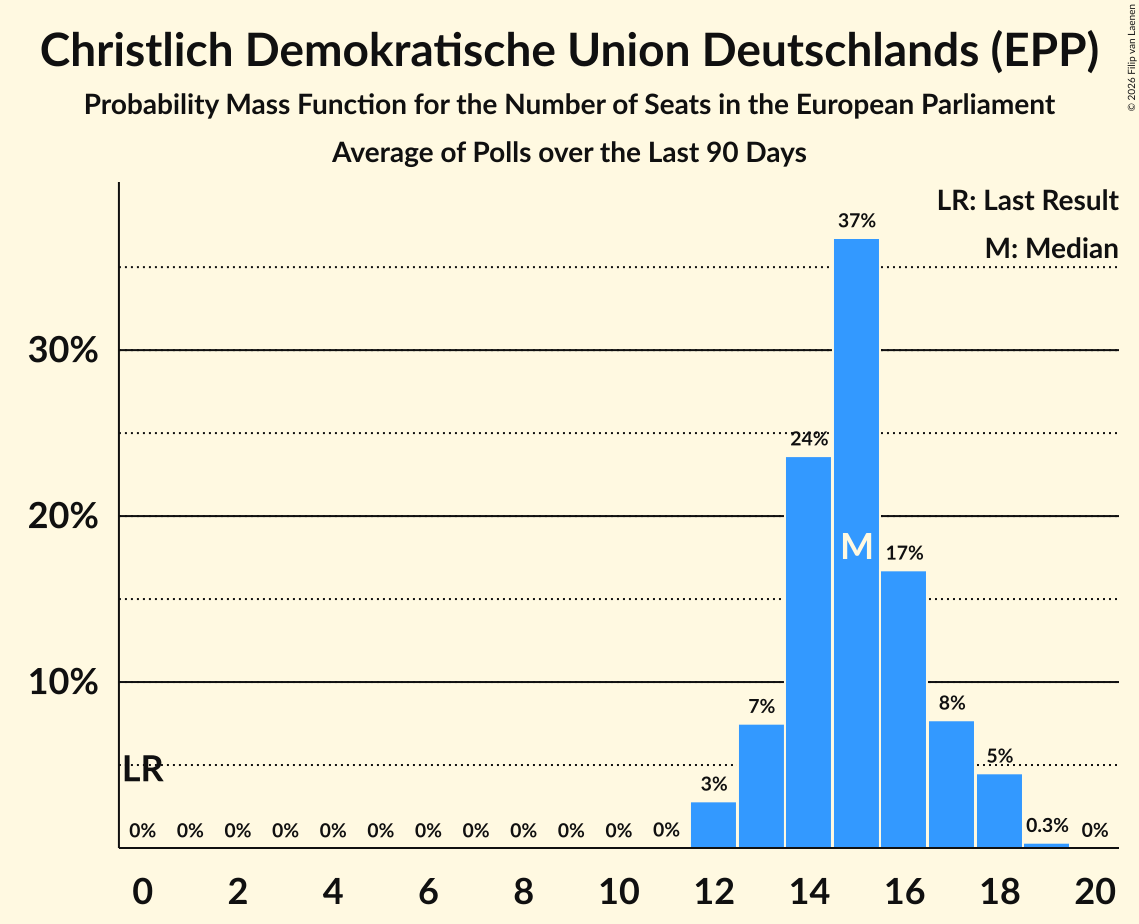 Christlich Demokratische Union Deutschlands (EPP)
Probability Mass Function for the Number of Seats in the European Parliament
Average of Polls over the Last 90 Days
© 2026 Filip van Laenen
LR: Last Result
M: Median
37%
30%
24%
20%
M
17%
10%
7%
8%
LR
5%
3%
0% 0% 0% 0% 0% 0% 0% 0% 0% 0% 0% 0% 0.3% 0%
0 2 4 6 8 10 12 14 16 18 20